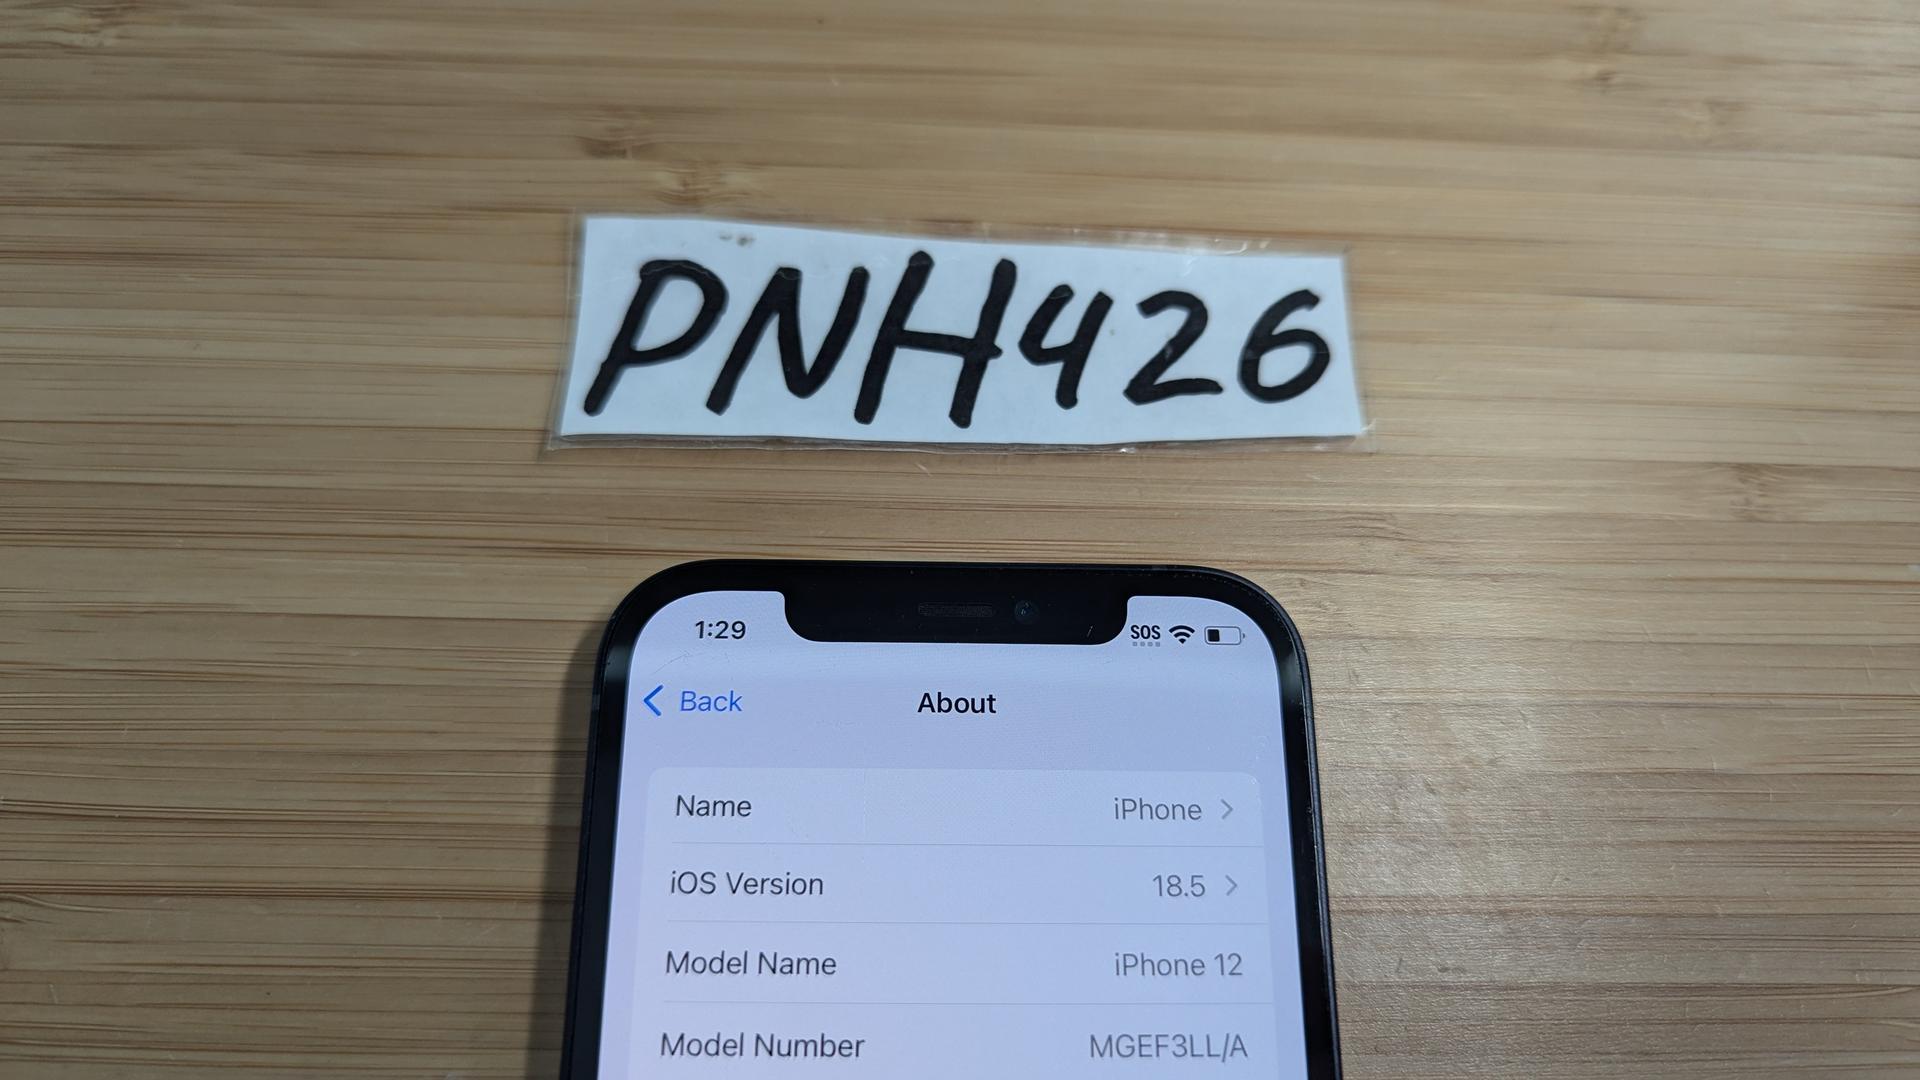 PNH426
1:29 SOS
Back About
Name iPhone
iOS Version 18.5
Model Name iPhone 12
Model Number MGEF3LL/A